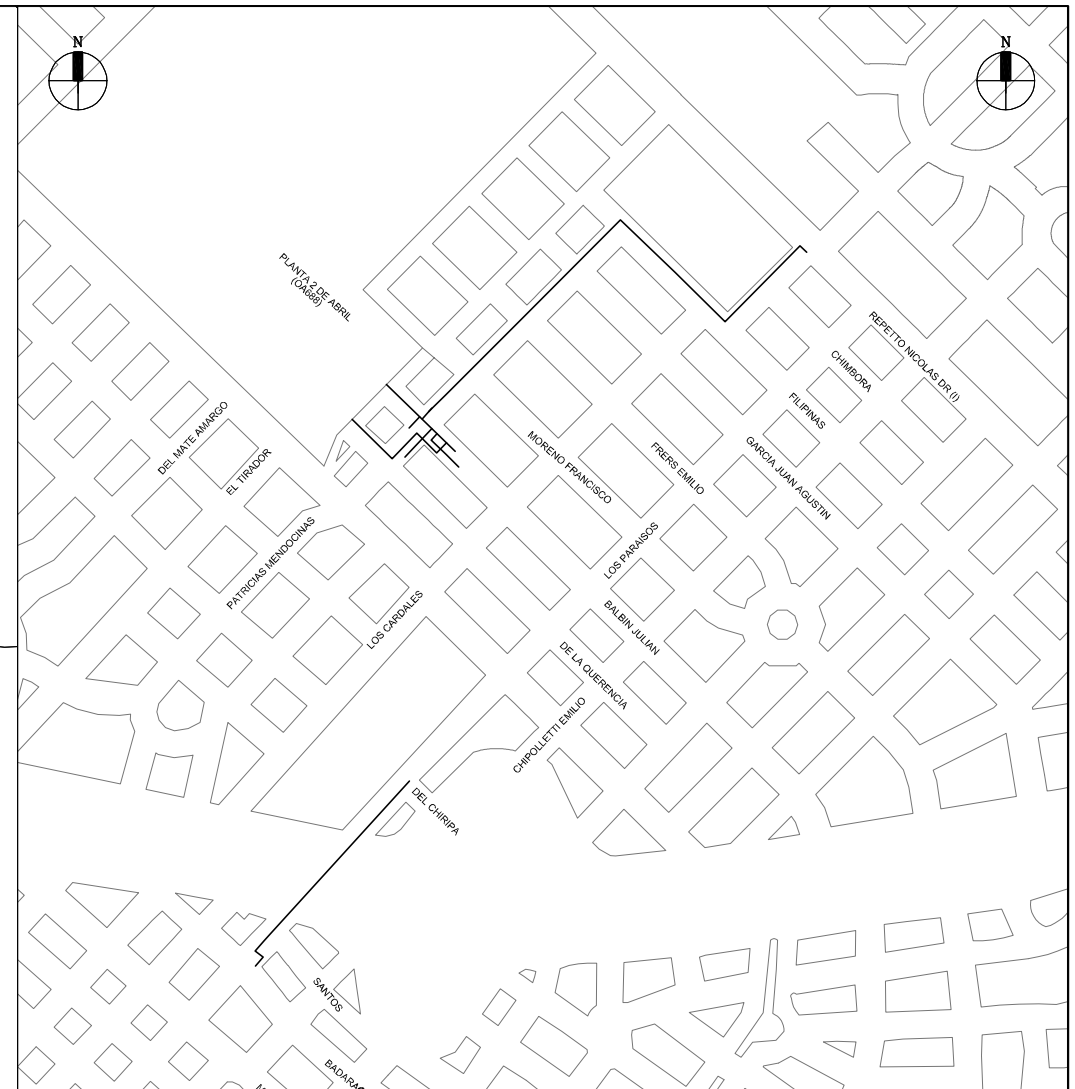 N
N
PLANTA 2 DE ABRIL
(OA688)
REPETTO NICOLAS DR (I)
CHIMBORA
FILIPINAS
GARCIA JUAN AGUSTIN
FRERS EMILIO
MORENO FRANCISCO
DEL MATE AMARGO
EL TIRADOR
PATRICIAS MENDOCINAS
LOS PARAISOS
LOS CARDALES
BALBIN JULIAN
DE LA QUERENCIA
CHIPOLLETTI EMILIO
DEL CHIRIPA
SANTOS